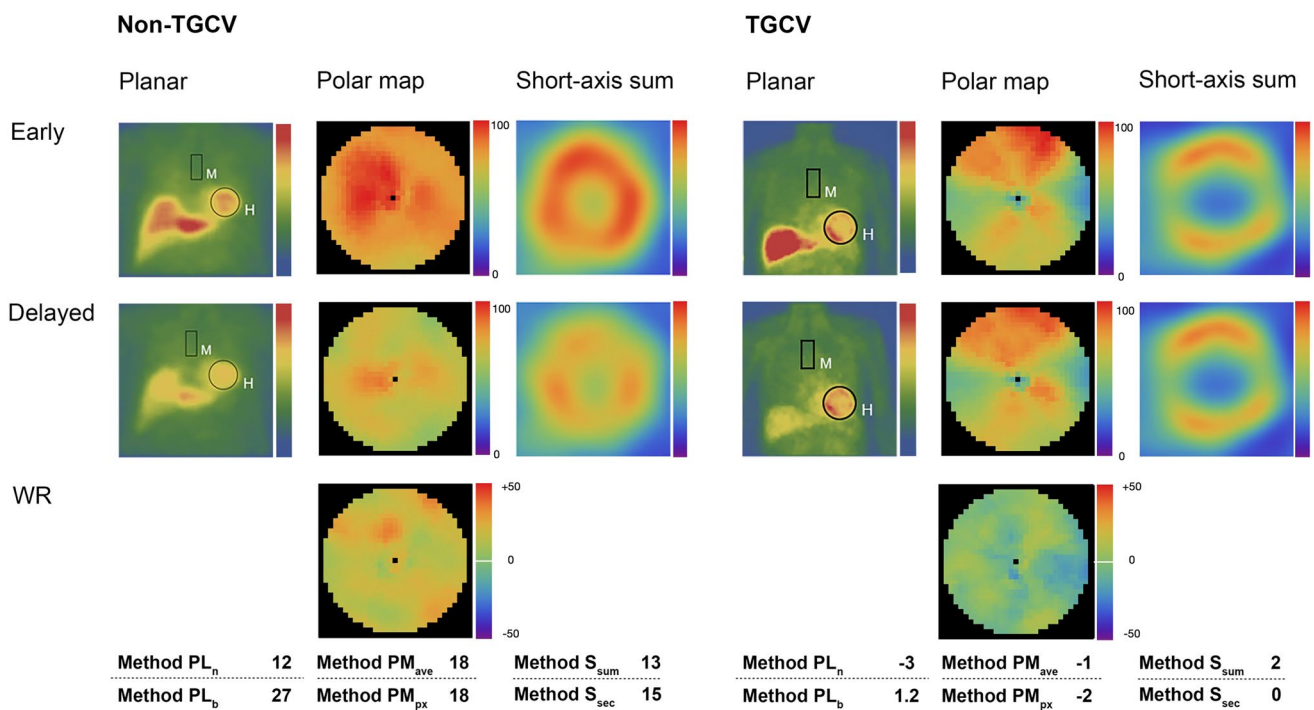 Non-TGCV TGCV
Planar Polar map Short-axis sum Planar Polar map Short-axis sum
Early
M H 100 0 M H 100 0
Delayed
M H 100 0 M H 100 0
WR
+50 +50
0 0
-50 -50
Method PLn 12 Method PMave 18 Method Ssum 13 Method PLn -3 Method PMave -1 Method Ssum 2
Method PLb 27 Method PMpx 18 Method Ssec 15 Method PLb 1.2 Method PMpx -2 Method Ssec 0